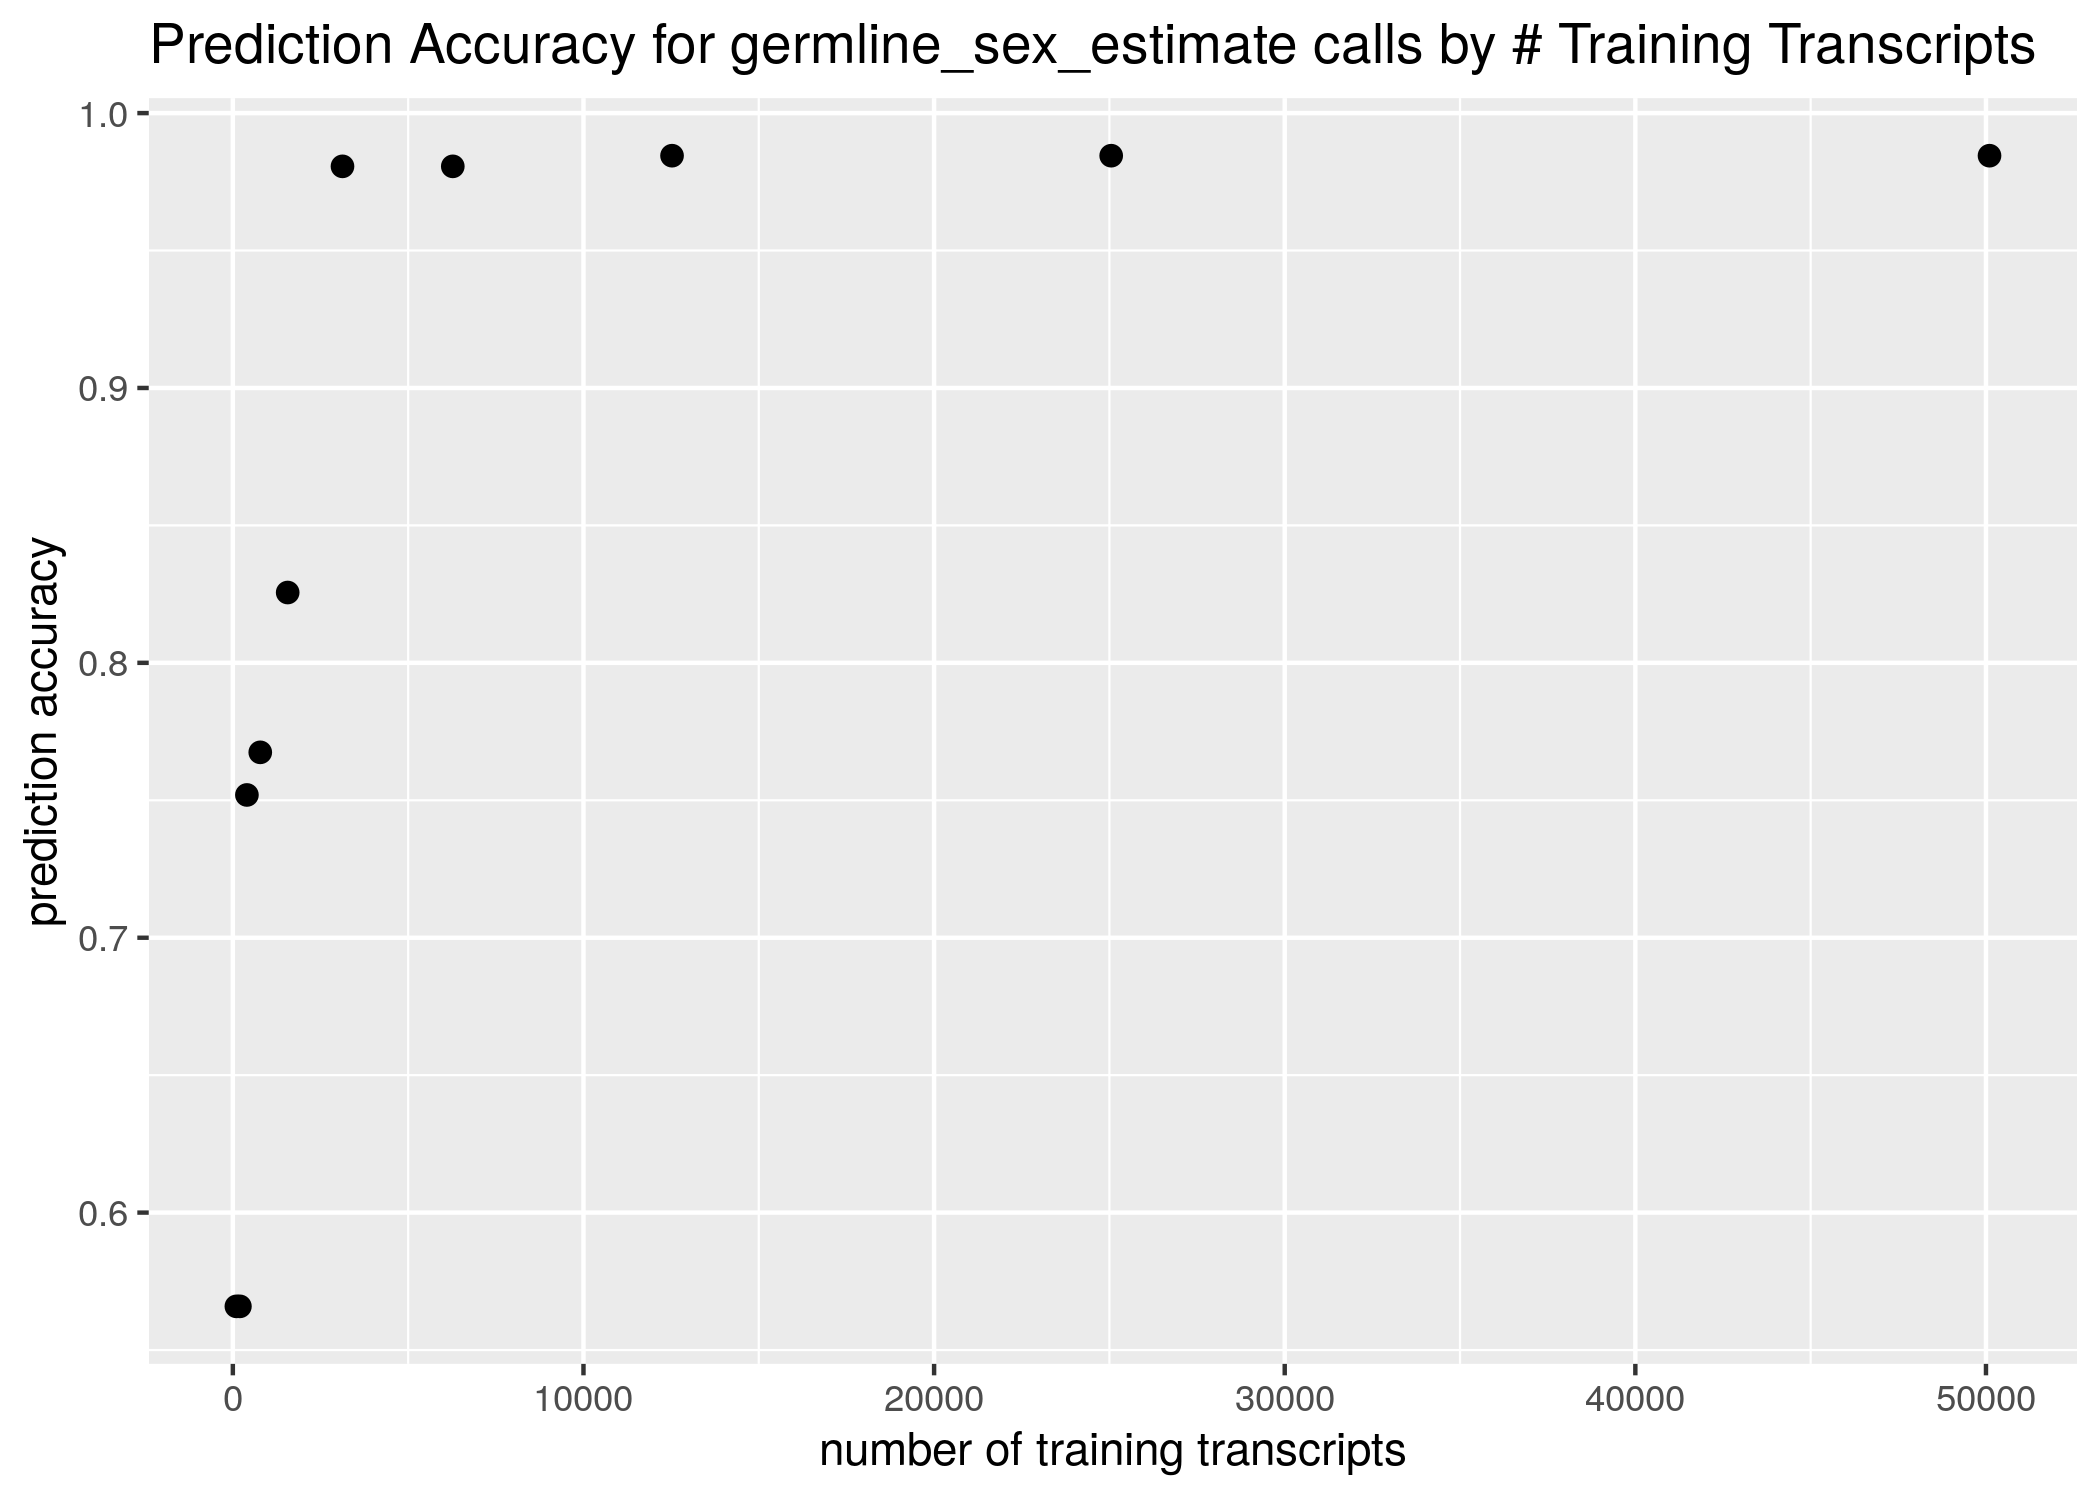 Prediction Accuracy for germline_sex_estimate calls by # Training Transcripts
1.0
0.9
0.8
0.7
0.6
prediction accuracy
0 10000 20000 30000 40000 50000
number of training transcripts